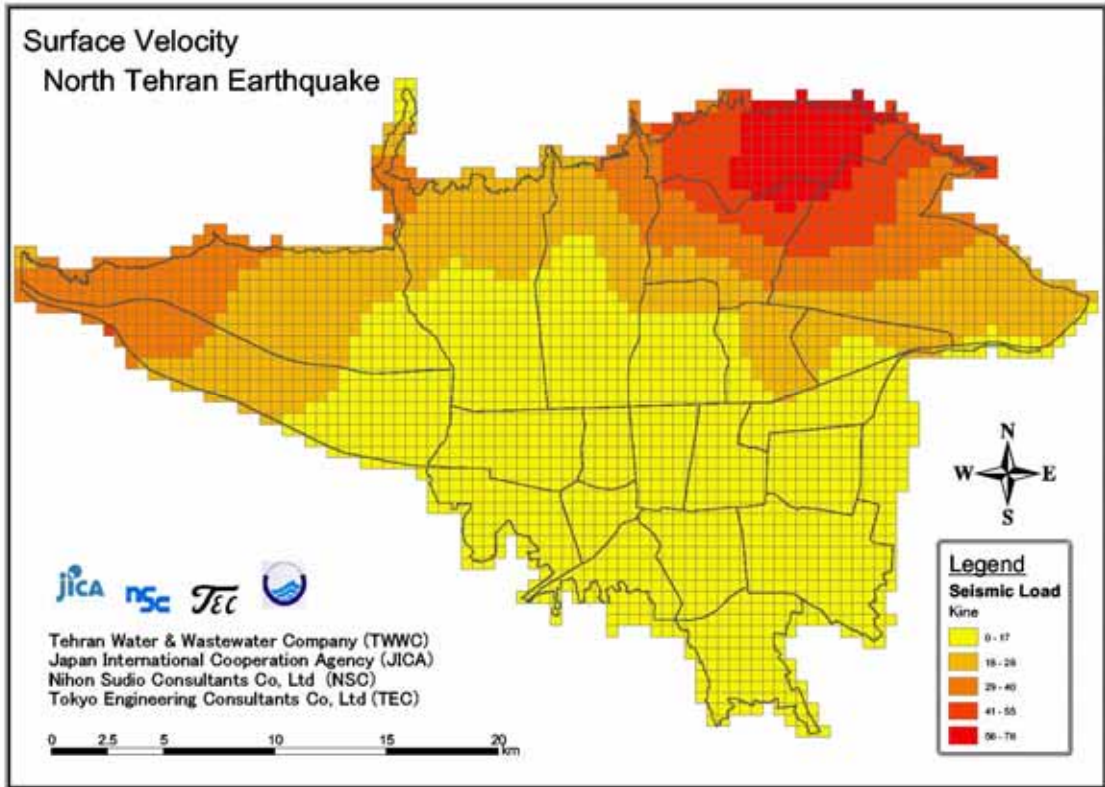 Surface Velocity
North Tehran Earthquake
N
W E
S
Legend
Seismic Load
Kine
0 - 17
18 - 28
29 - 40
41 - 55
56 - 76
JICA NSC TEC
Tehran Water & Wastewater Company (TWWC)
Japan International Cooperation Agency (JICA)
Nihon Sudio Consultants Co, Ltd (NSC)
Tokyo Engineering Consultants Co, Ltd (TEC)
0 2.5 5 10 15 20
km